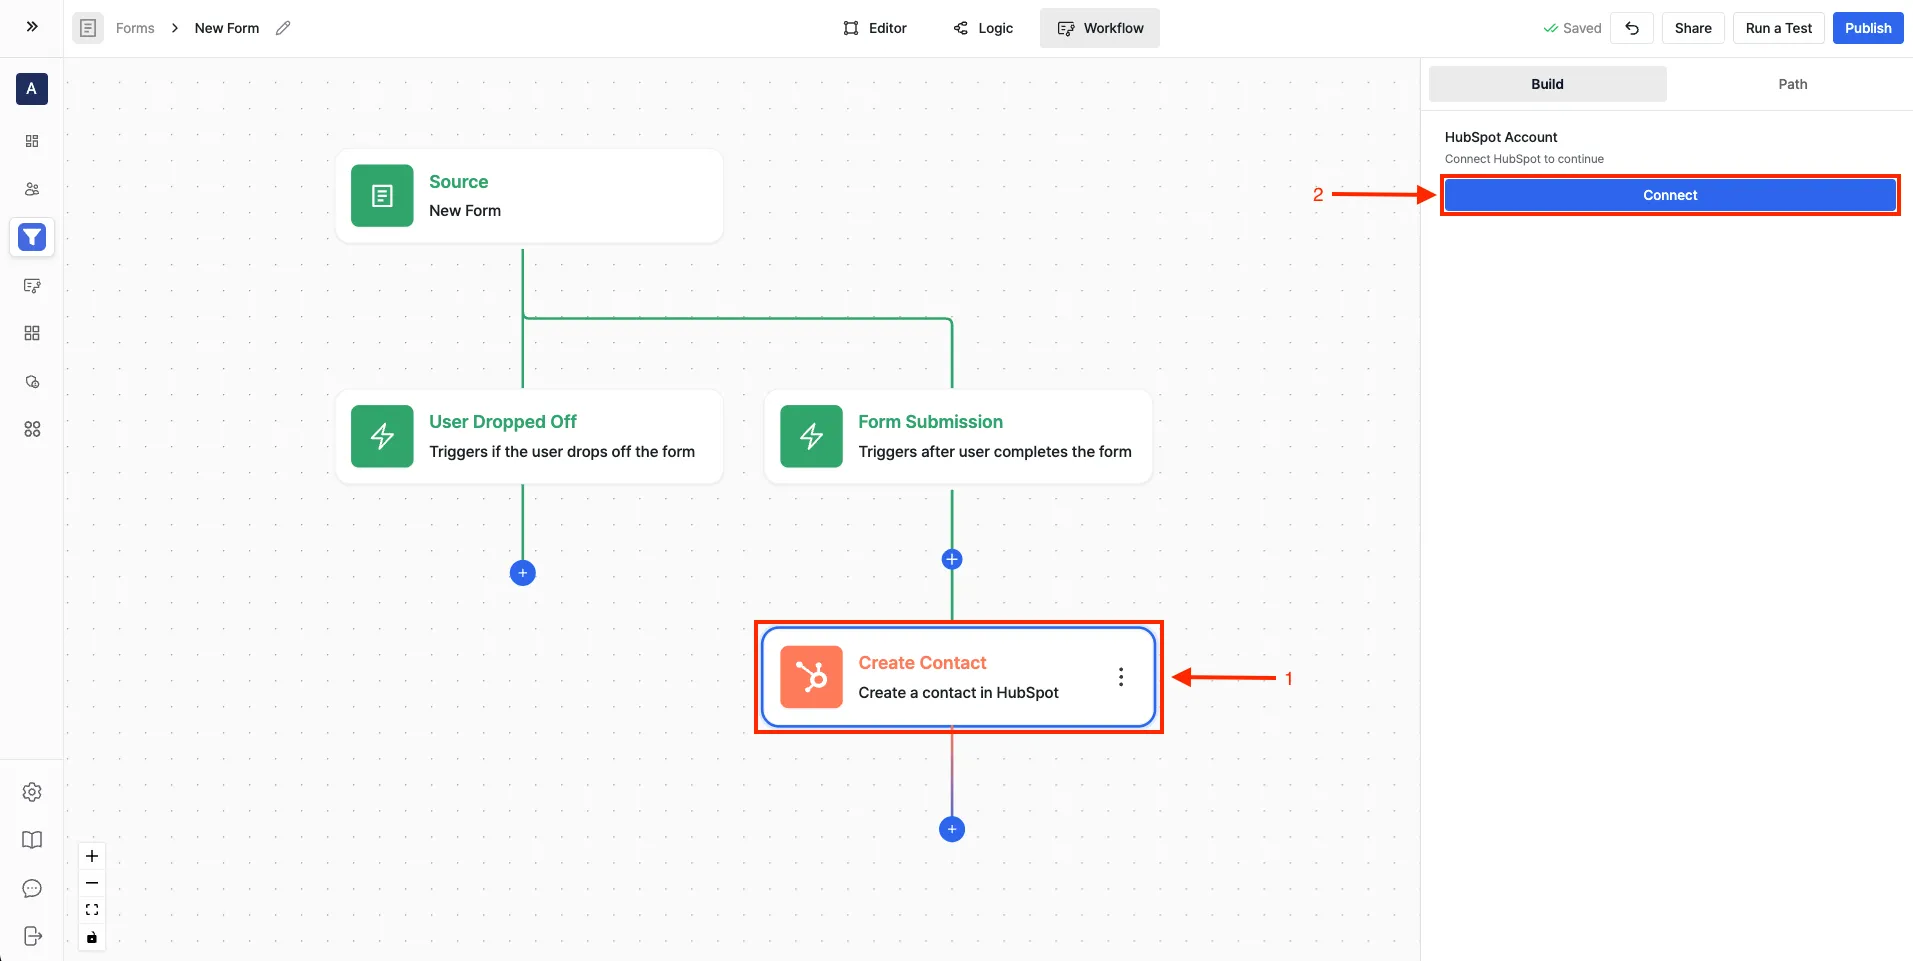 Forms
New Form
Editor
Logic
Workflow
Saved
Share
Run a Test
Publish
A
Build
Path
HubSpot Account
Connect HubSpot to continue
2
Connect
Source
New Form
User Dropped Off
Triggers if the user drops off the form
Form Submission
Triggers after user completes the form
Create Contact
Create a contact in HubSpot
1